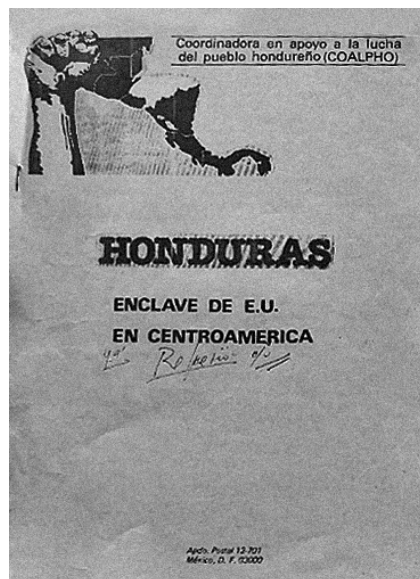 Coordinadora en apoyo a la lucha
del pueblo hondureño (COALPHO)
HONDURAS
ENCLAVE DE E.U.
EN CENTROAMERICA
Apdo. Postal 12-701
México, D. F. 03000